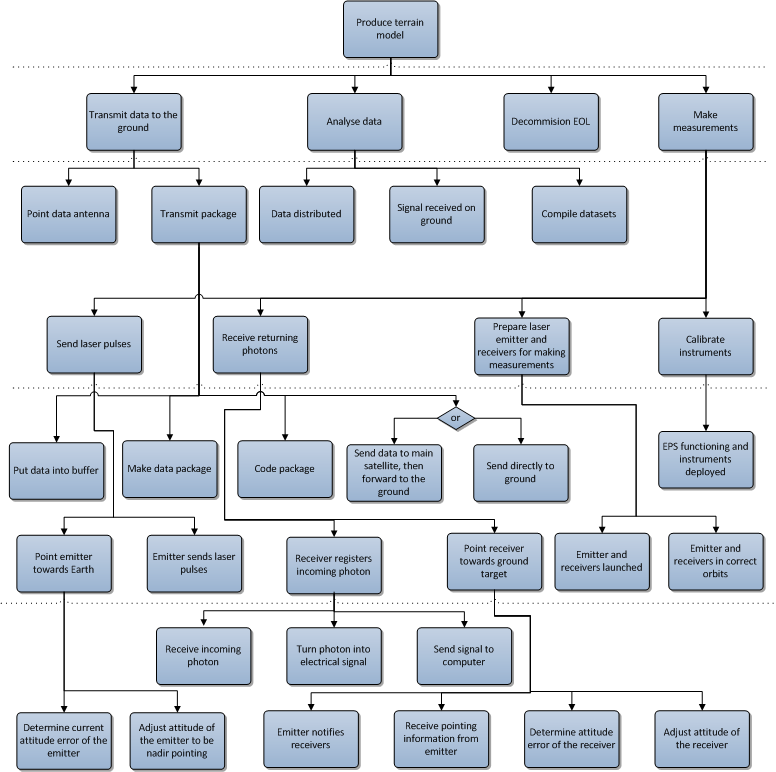 Produce terrain
model
Transmit data to the
ground
Analyse data
Decommision EOL
Make
measurements
Point data antenna
Transmit package
Data distributed
Signal received on
ground
Compile datasets
Send laser pulses
Receive returning
photons
Prepare laser
emitter and
receivers for making
measurements
Calibrate
instruments
or
Put data into buffer
Make data package
Code package
Send data to main
satellite, then
forward to the
ground
Send directly to
ground
EPS functioning and
instruments
deployed
Point emitter
towards Earth
Emitter sends laser
pulses
Receiver registers
incoming photon
Point receiver
towards ground
target
Emitter and
receivers launched
Emitter and
receivers in correct
orbits
Receive incoming
photon
Turn photon into
electrical signal
Send signal to
computer
Determine current
attitude error of the
emitter
Adjust attitude of
the emitter to be
nadir pointing
Emitter notifies
receivers
Receive pointing
information from
emitter
Determine attitude
error of the receiver
Adjust attitude of
the receiver